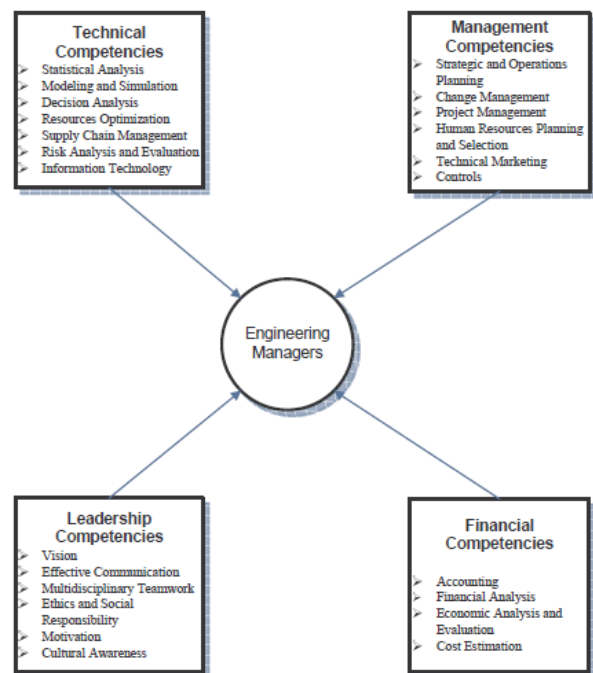 Technical
Competencies
➢ Statistical Analysis
➢ Modeling and Simulation
➢ Decision Analysis
➢ Resources Optimization
➢ Supply Chain Management
➢ Risk Analysis and Evaluation
➢ Information Technology
Management
Competencies
➢ Strategic and Operations
Planning
➢ Change Management
➢ Project Management
➢ Human Resources Planning
and Selection
➢ Technical Marketing
➢ Controls
Engineering
Managers
Leadership
Competencies
➢ Vision
➢ Effective Communication
➢ Multidisciplinary Teamwork
➢ Ethics and Social
Responsibility
➢ Motivation
➢ Cultural Awareness
Financial
Competencies
➢ Accounting
➢ Financial Analysis
➢ Economic Analysis and
Evaluation
➢ Cost Estimation